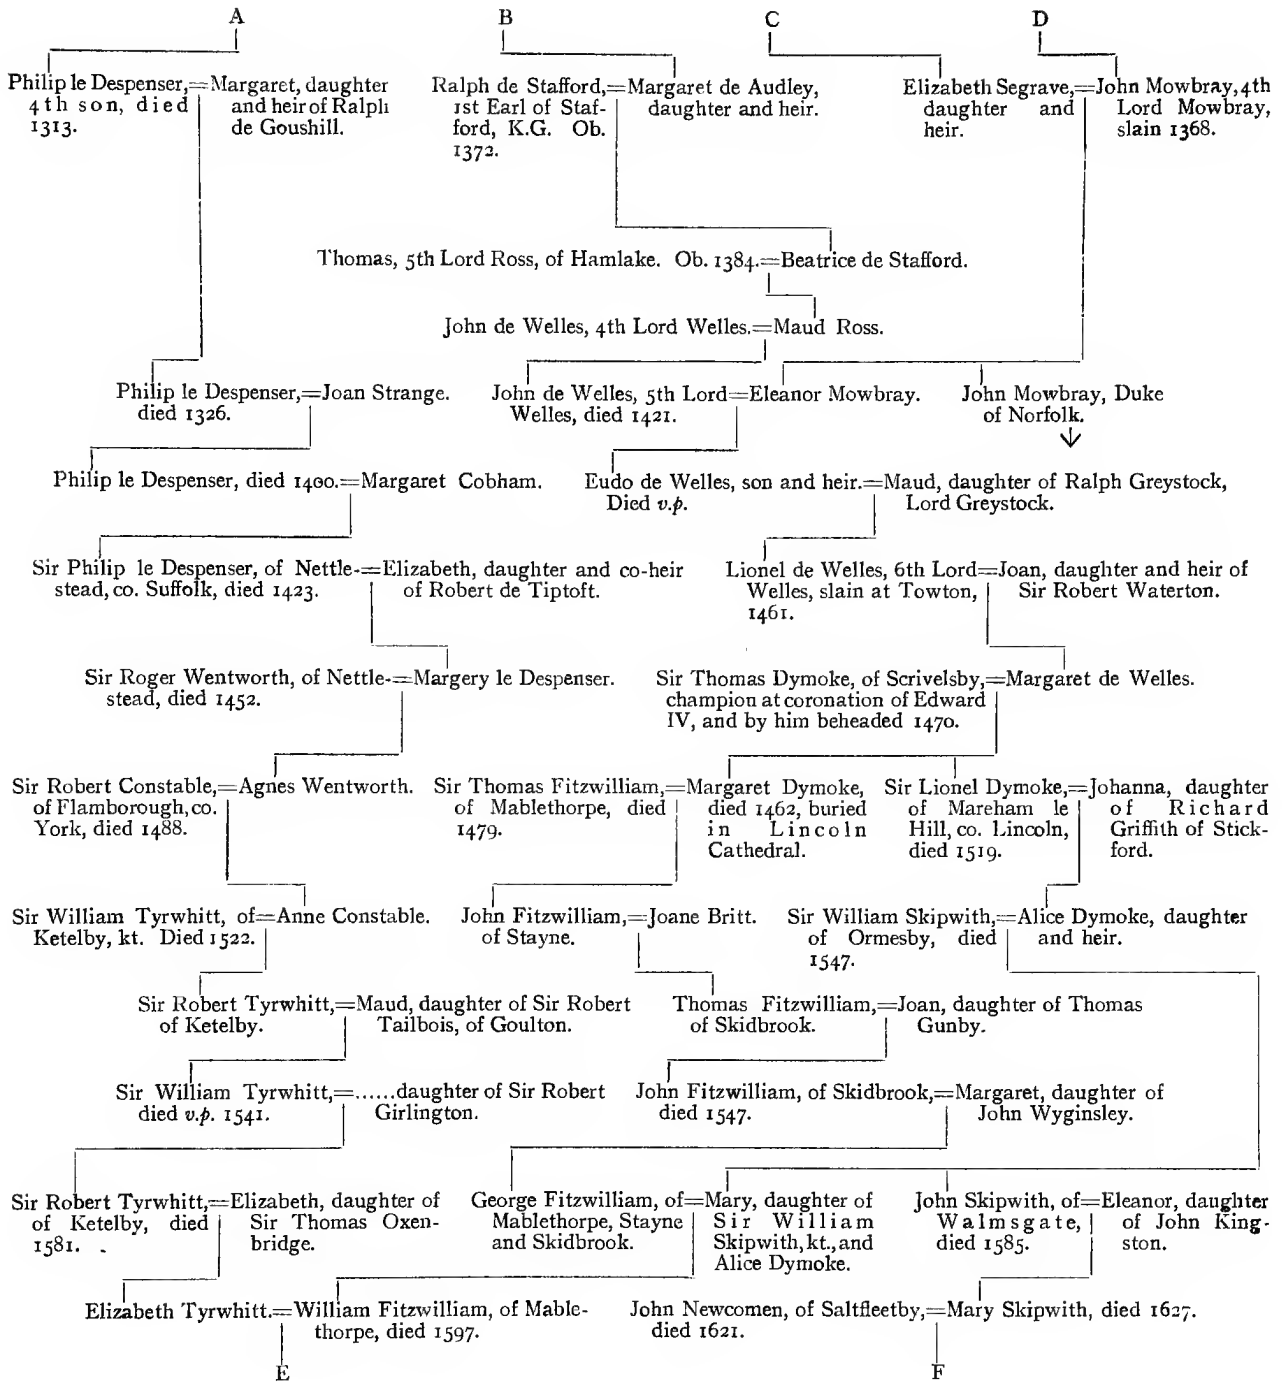 A B C D
Philip le Despenser,=Margaret, daughter
4th son, died and heir of Ralph
1313. de Goushill.
Ralph de Stafford,=Margaret de Audley,
1st Earl of Staf- daughter and heir.
ford, K.G. Ob.
1372.
Elizabeth Segrave,=John Mowbray, 4th
daughter and Lord Mowbray,
heir. slain 1368.
Thomas, 5th Lord Ross, of Hamlake. Ob. 1384.=Beatrice de Stafford.
John de Welles, 4th Lord Welles.=Maud Ross.
Philip le Despenser,=Joan Strange.
died 1326.
John de Welles, 5th Lord=Eleanor Mowbray.
Welles, died 1421.
John Mowbray, Duke
of Norfolk.
Philip le Despenser, died 1400.=Margaret Cobham.
Eudo de Welles, son and heir.=Maud, daughter of Ralph Greystock,
Died v.p. Lord Greystock.
Sir Philip le Despenser, of Nettle-=Elizabeth, daughter and co-heir
stead, co. Suffolk, died 1423. of Robert de Tiptoft.
Lionel de Welles, 6th Lord=Joan, daughter and heir of
Welles, slain at Towton, Sir Robert Waterton.
1461.
Sir Roger Wentworth, of Nettle-=Margery le Despenser.
stead, died 1452.
Sir Thomas Dymoke, of Scrivelsby,=Margaret de Welles.
champion at coronation of Edward
IV, and by him beheaded 1470.
Sir Robert Constable,=Agnes Wentworth.
of Flamborough, co.
York, died 1488.
Sir Thomas Fitzwilliam,=Margaret Dymoke,
of Mablethorpe, died died 1462, buried
1479. in Lincoln
Cathedral.
Sir Lionel Dymoke,=Johanna, daughter
of Mareham le of Richard
Hill, co. Lincoln, Griffith of Stick-
died 1519. ford.
Sir William Tyrwhitt, of=Anne Constable.
Ketelby, kt. Died 1522.
John Fitzwilliam,=Joane Britt.
of Stayne.
Sir William Skipwith,=Alice Dymoke, daughter
of Ormesby, died and heir.
1547.
Sir Robert Tyrwhitt,=Maud, daughter of Sir Robert
of Ketelby. Tailbois, of Goulton.
Thomas Fitzwilliam,=Joan, daughter of Thomas
of Skidbrook. Gunby.
Sir William Tyrwhitt,=......daughter of Sir Robert
died v.p. 1541. Girlington.
John Fitzwilliam, of Skidbrook,=Margaret, daughter of
died 1547. John Wyginsley.
Sir Robert Tyrwhitt,=Elizabeth, daughter of
of Ketelby, died Sir Thomas Oxen-
1581. bridge.
George Fitzwilliam, of=Mary, daughter of
Mablethorpe, Stayne Sir William
and Skidbrook. Skipwith, kt., and
Alice Dymoke.
John Skipwith, of=Eleanor, daughter
Walmsgate, of John King-
died 1585. ston.
Elizabeth Tyrwhitt.=William Fitzwilliam, of Mable-
thorpe, died 1597.
John Newcomen, of Saltfleetby,=Mary Skipwith, died 1627.
died 1621.
E F